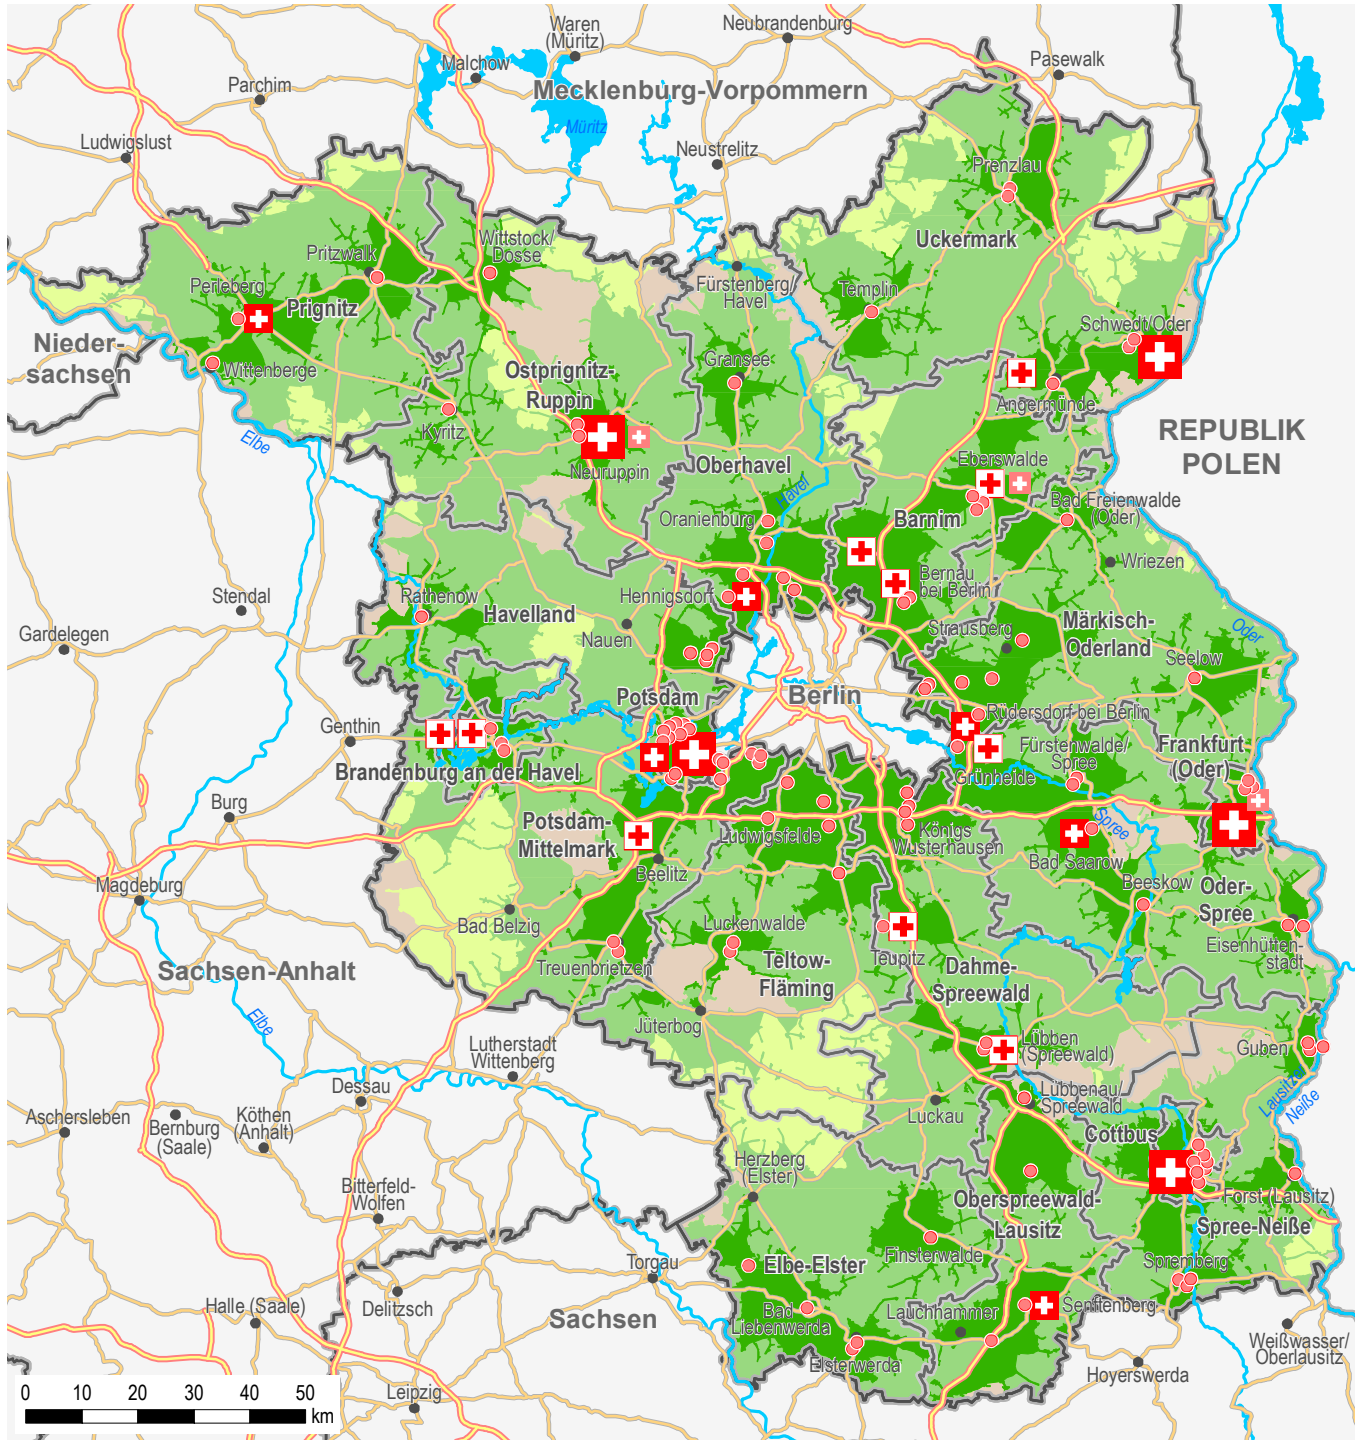 Waren
(Müritz)
Neubrandenburg
Malchow
Pasewalk
Parchim
Mecklenburg-Vorpommern
Müritz
Ludwigslust
Neustrelitz
Prenzlau
Uckermark
Wittstock/
Dosse
Pritzwalk
Perleberg
Prignitz
Fürstenberg/
Havel
Templin
Schwedt/Oder
Nieder-
sachsen
Wittenberge
Gransee
Ostprignitz-
Ruppin
Angermünde
Kyritz
Elbe
REPUBLIK
POLEN
Neuruppin
Oberhavel
Eberswalde
Havel
Bad Freienwalde
(Oder)
Oranienburg
Barnim
Wriezen
Stendal
Rathenow
Hennigsdorf
Bernau
bei Berlin
Havelland
Nauen
Gardelegen
Strausberg
Märkisch-
Oderland
Oder
Seelow
Potsdam
Berlin
Genthin
Rüdersdorf bei Berlin
Fürstenwalde/
Spree
Frankfurt
(Oder)
Brandenburg an der Havel
Grünheide
Burg
Potsdam-
Mittelmark
Ludwigsfelde
Königs
Wusterhausen
Spree
Bad Saarow
Beelitz
Magdeburg
Beeskow
Oder-
Spree
Bad Belzig
Luckenwalde
Eisenhütten-
stadt
Treuenbrietzen
Teltow-
Fläming
Teupitz
Dahme-
Spreewald
Sachsen-Anhalt
Elbe
Jüterbog
Lutherstadt
Wittenberg
Lübben
(Spreewald)
Guben
Dessau
Lübbenau/
Spreewald
Lausitzer
Neiße
Aschersleben
Bernburg
(Saale)
Köthen
(Anhalt)
Luckau
Cottbus
Herzberg
(Elster)
Bitterfeld-
Wolfen
Oberspreewald-
Lausitz
Forst (Lausitz)
Spree-Neiße
Finsterwalde
Torgau
Elbe-Elster
Spremberg
Halle (Saale)
Delitzsch
Sachsen
Bad
Liebenwerda
Lauchhammer
Senftenberg
Elsterwerda
Weißwasser/
Oberlausitz
Hoyerswerda
Leipzig
0 10 20 30 40 50
km